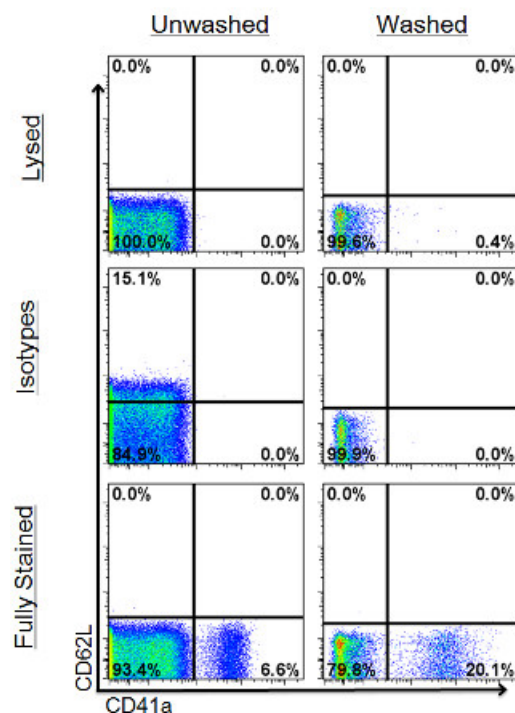 Unwashed Washed
Lysed
0.0% 0.0% 0.0% 0.0%
100.0% 0.0% 99.6% 0.4%
Isotypes
15.1% 0.0% 0.0% 0.0%
84.9% 0.0% 99.9% 0.0%
Fully Stained
0.0% 0.0% 0.0% 0.0%
93.4% 6.6% 79.8% 20.1%
CD62L
CD41a